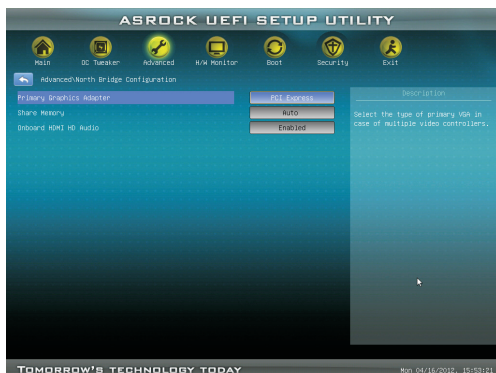 ASROCK UEFI SETUP UTILITY
Main OC Tweaker Advanced H/W Monitor Boot Security Exit
Advanced\North Bridge Configuration
Primary Graphics Adapter PCI Express
Share Memory Auto
Onboard HDMI HD Audio Enabled
Description
Select the type of primary VGA in
case of multiple video controllers.
TOMORROW'S TECHNOLOGY TODAY
Mon 04/16/2012. 15:53:21